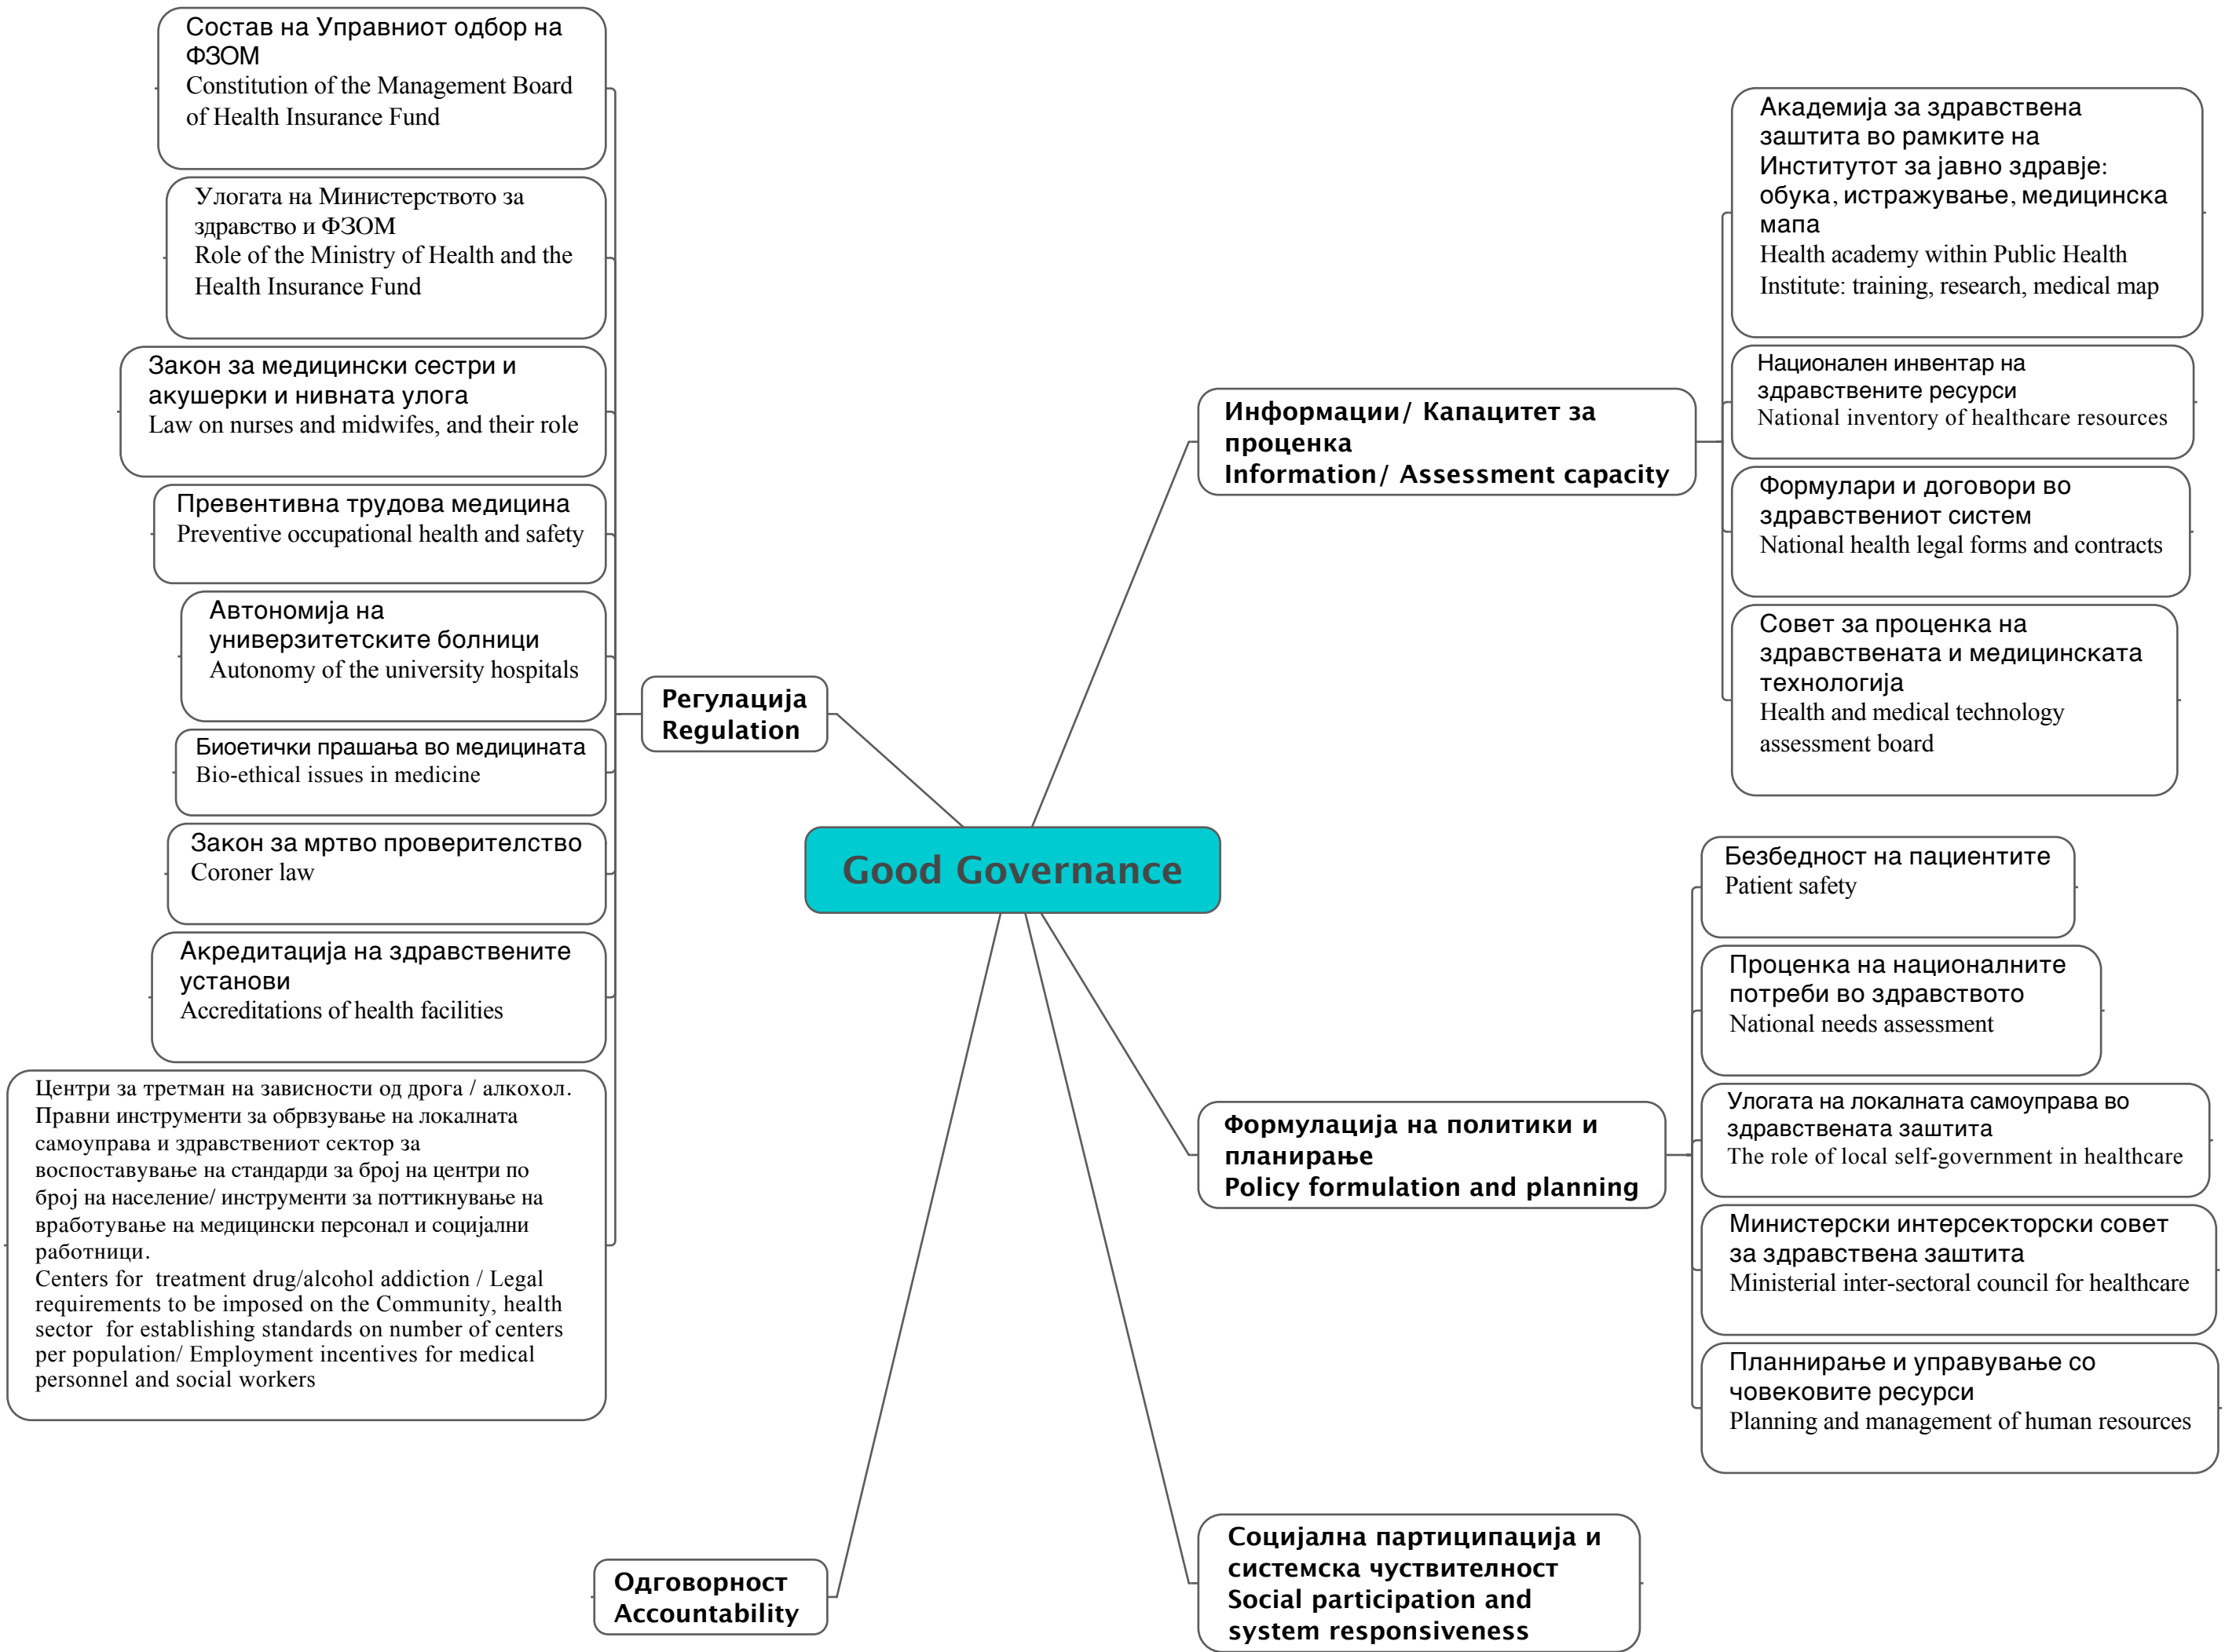 Состав на Управниот одбор на
ФЗОМ
Constitution of the Management Board
of Health Insurance Fund
Улогата на Министерството за
здравство и ФЗОМ
Role of the Ministry of Health and the
Health Insurance Fund
Закон за медицински сестри и
акушерки и нивната улога
Law on nurses and midwifes, and their role
Превентивна трудова медицина
Preventive occupational health and safety
Автономија на
универзитетските болници
Autonomy of the university hospitals
Биоетички прашања во медицината
Bio-ethical issues in medicine
Закон за мртво проверителство
Coroner law
Акредитација на здравствените
установи
Accreditations of health facilities
Центри за третман на зависности од дрога / алкохол.
Правни инструменти за обрвзување на локалната
самоуправа и здравствениот сектор за
воспоставување на стандарди за број на центри по
број на население/ инструменти за поттикнување на
вработување на медицински персонал и социјални
работници.
Centers for  treatment drug/alcohol addiction / Legal
requirements to be imposed on the Community, health
sector  for establishing standards on number of centers
per population/ Employment incentives for medical
personnel and social workers
Регулација
Regulation
Одговорност
Accountability
Good Governance
Информации/ Капацитет за
проценка
Information/ Assessment capacity
Академија за здравствена
заштита во рамките на
Институтот за јавно здравје:
обука, истражување, медицинска
мапа
Health academy within Public Health
Institute: training, research, medical map
Национален инвентар на
здравствените ресурси
National inventory of healthcare resources
Формулари и договори во
здравствениот систем
National health legal forms and contracts
Совет за проценка на
здравствената и медицинската
технологија
Health and medical technology
assessment board
Формулација на политики и
планирање
Policy formulation and planning
Безбедност на пациентите
Patient safety
Проценка на националните
потреби во здравството
National needs assessment
Улогата на локалната самоуправа во
здравствената заштита
The role of local self-government in healthcare
Министерски интерсекторски совет
за здравствена заштита
Ministerial inter-sectoral council for healthcare
Планнирање и управување со
човековите ресурси
Planning and management of human resources
Социјална партиципација и
системска чуствителност
Social participation and
system responsiveness